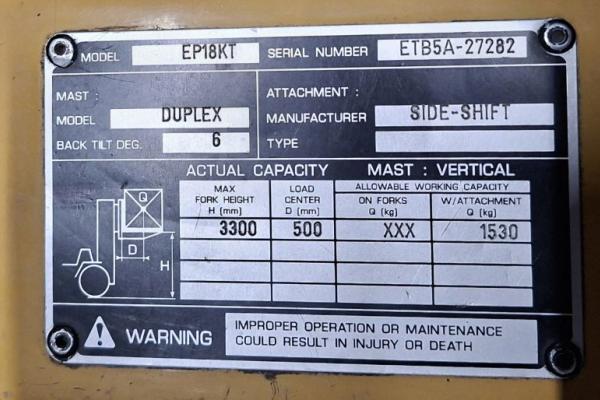 MODEL EP18KT SERIAL NUMBER ETB5A-27282
MAST :
MODEL DUPLEX
BACK TILT DEG. 6
ATTACHMENT :
MANUFACTURER SIDE-SHIFT
TYPE
ACTUAL CAPACITY MAST : VERTICAL
MAX
FORK HEIGHT
H (mm)
LOAD
CENTER
D (mm)
ALLOWABLE WORKING CAPACITY
ON FORKS
Q (kg)
W/ATTACHMENT
Q (kg)
3300 500 XXX 1530
Q
D
H
WARNING
IMPROPER OPERATION OR MAINTENANCE
COULD RESULT IN INJURY OR DEATH